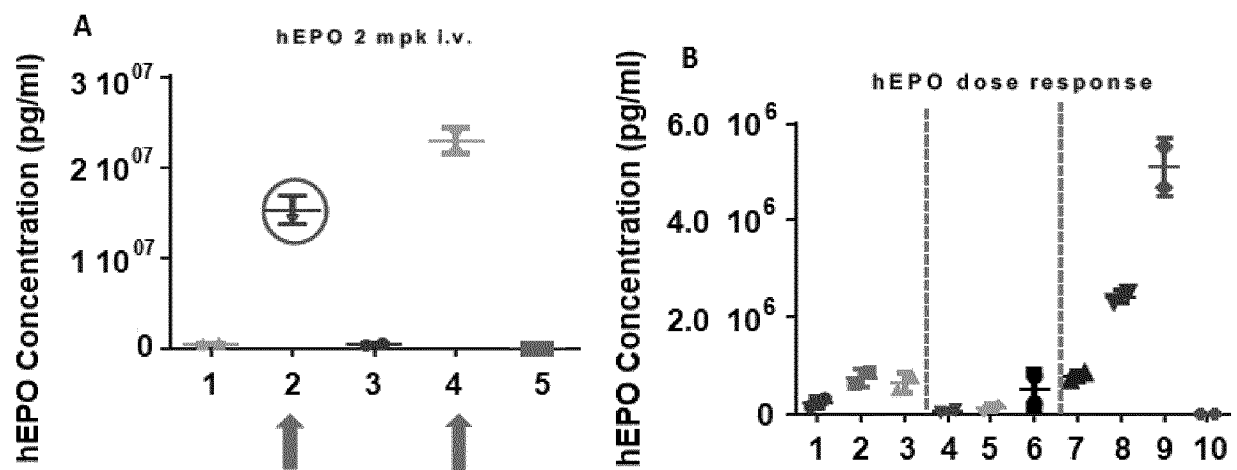 A
hEPO 2 mpk i.v.
hEPO Concentration (pg/ml)
3 10^07
2 10^07
1 10^07
0
1 2 3 4 5
B
hEPO dose response
hEPO Concentration (pg/ml)
6.0 10^6
4.0 10^6
2.0 10^6
0
1 2 3 4 5 6 7 8 9 10